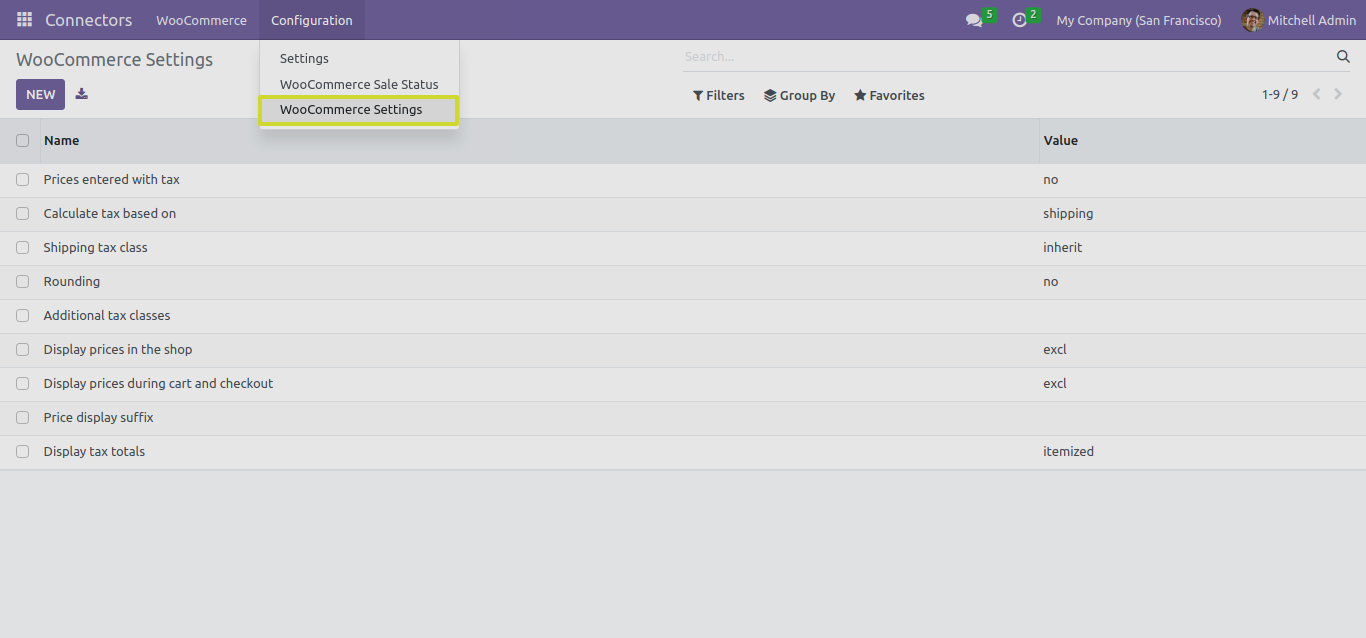 Connectors WooCommerce Configuration 5 2 My Company (San Francisco) Mitchell Admin
WooCommerce Settings
Settings
WooCommerce Sale Status
WooCommerce Settings
Search...
NEW
Filters Group By Favorites 1-9 / 9
Name Value
Prices entered with tax no
Calculate tax based on shipping
Shipping tax class inherit
Rounding no
Additional tax classes
Display prices in the shop excl
Display prices during cart and checkout excl
Price display suffix
Display tax totals itemized